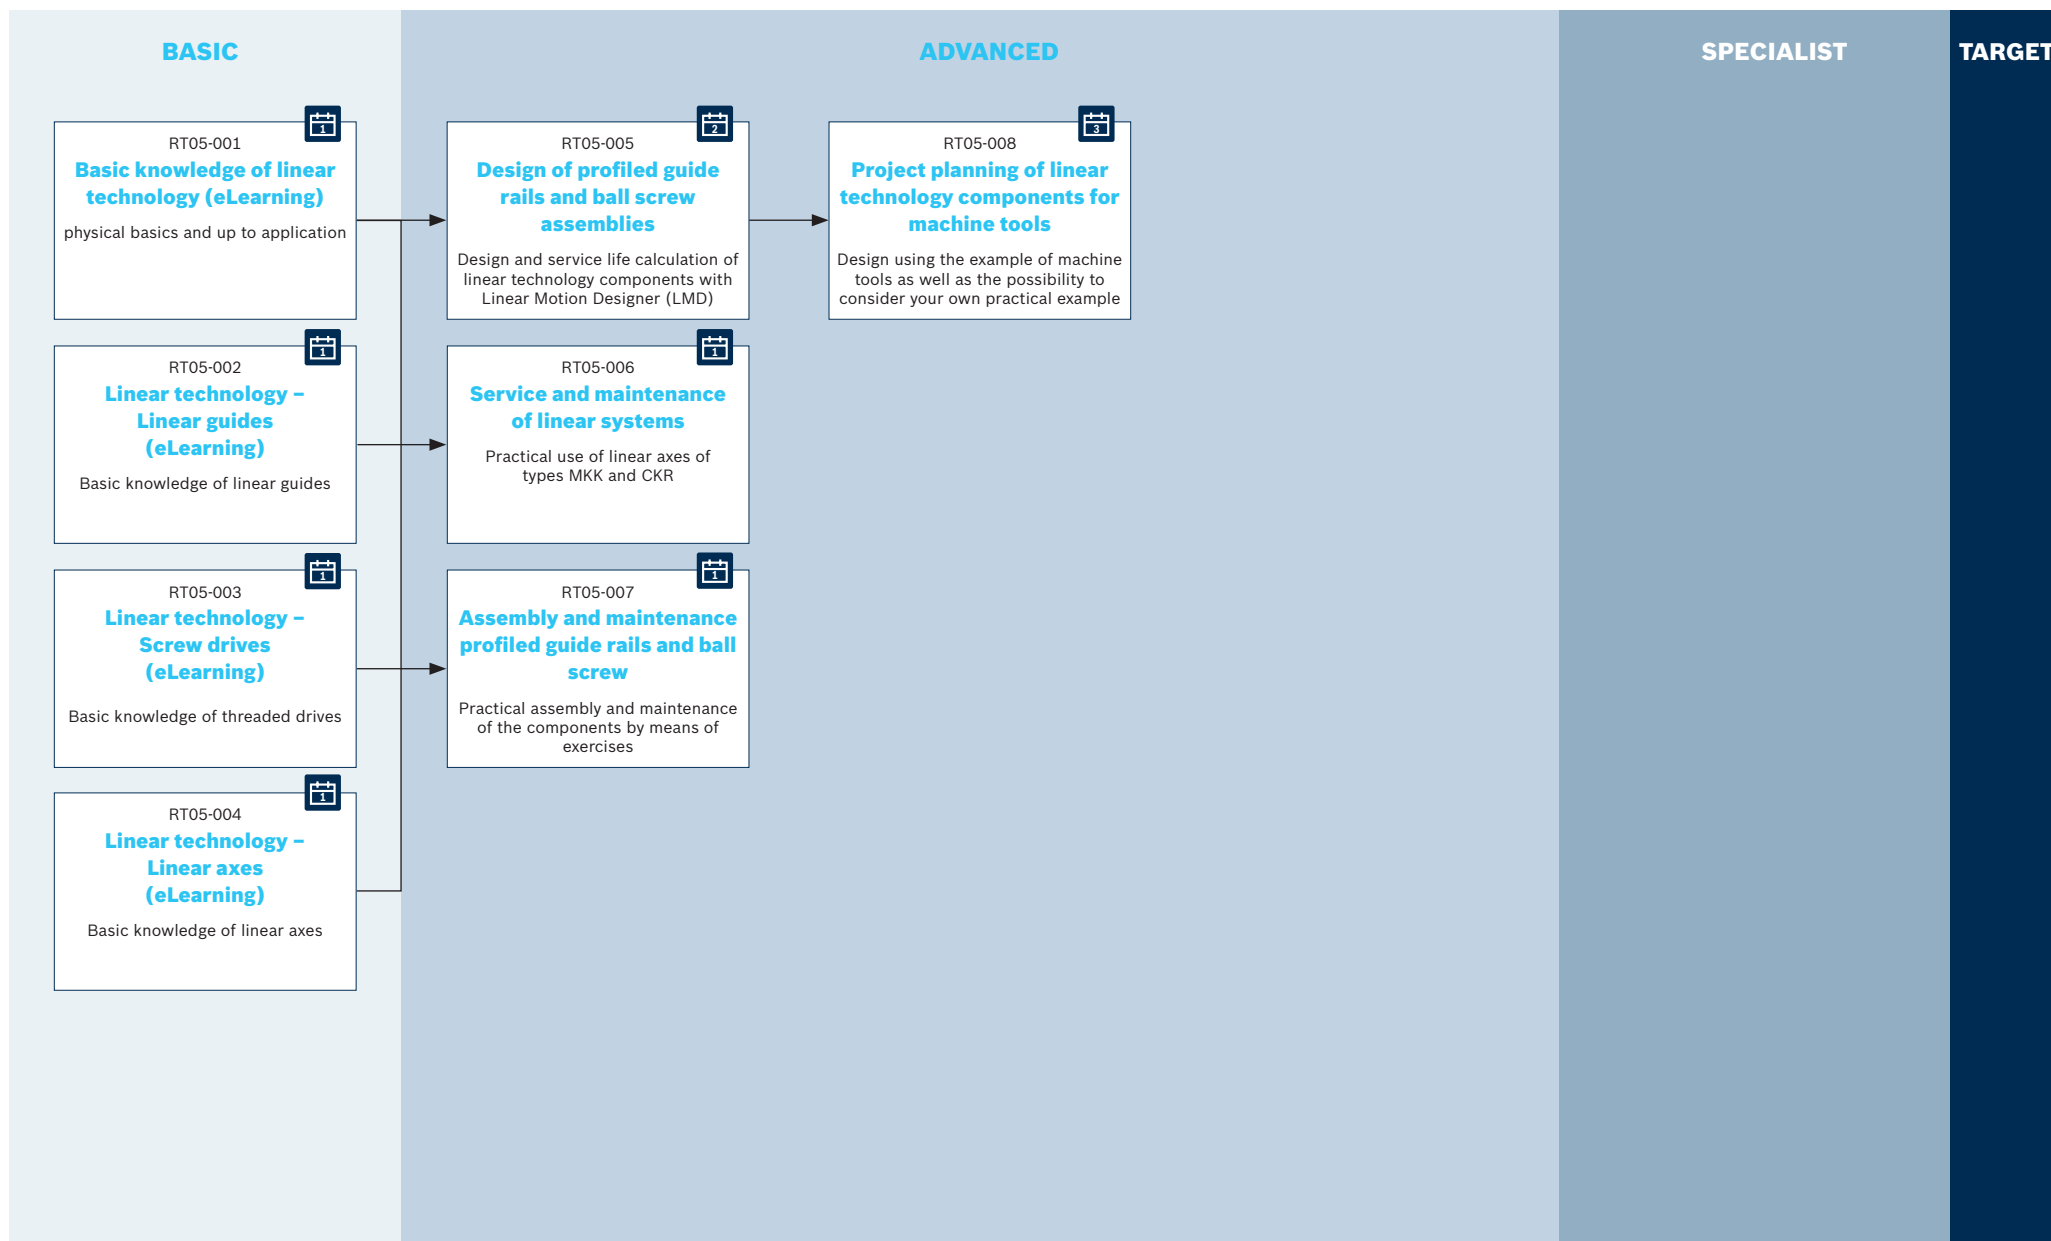 BASIC
ADVANCED
SPECIALIST
TARGET
1
RT05-001
Basic knowledge of linear
technology (eLearning)
physical basics and up to application
2
RT05-005
Design of profiled guide
rails and ball screw
assemblies
Design and service life calculation of
linear technology components with
Linear Motion Designer (LMD)
3
RT05-008
Project planning of linear
technology components for
machine tools
Design using the example of machine
tools as well as the possibility to
consider your own practical example
1
RT05-002
Linear technology –
Linear guides
(eLearning)
Basic knowledge of linear guides
1
RT05-006
Service and maintenance
of linear systems
Practical use of linear axes of
types MKK and CKR
1
RT05-003
Linear technology –
Screw drives
(eLearning)
Basic knowledge of threaded drives
1
RT05-007
Assembly and maintenance
profiled guide rails and ball
screw
Practical assembly and maintenance
of the components by means of
exercises
1
RT05-004
Linear technology –
Linear axes
(eLearning)
Basic knowledge of linear axes